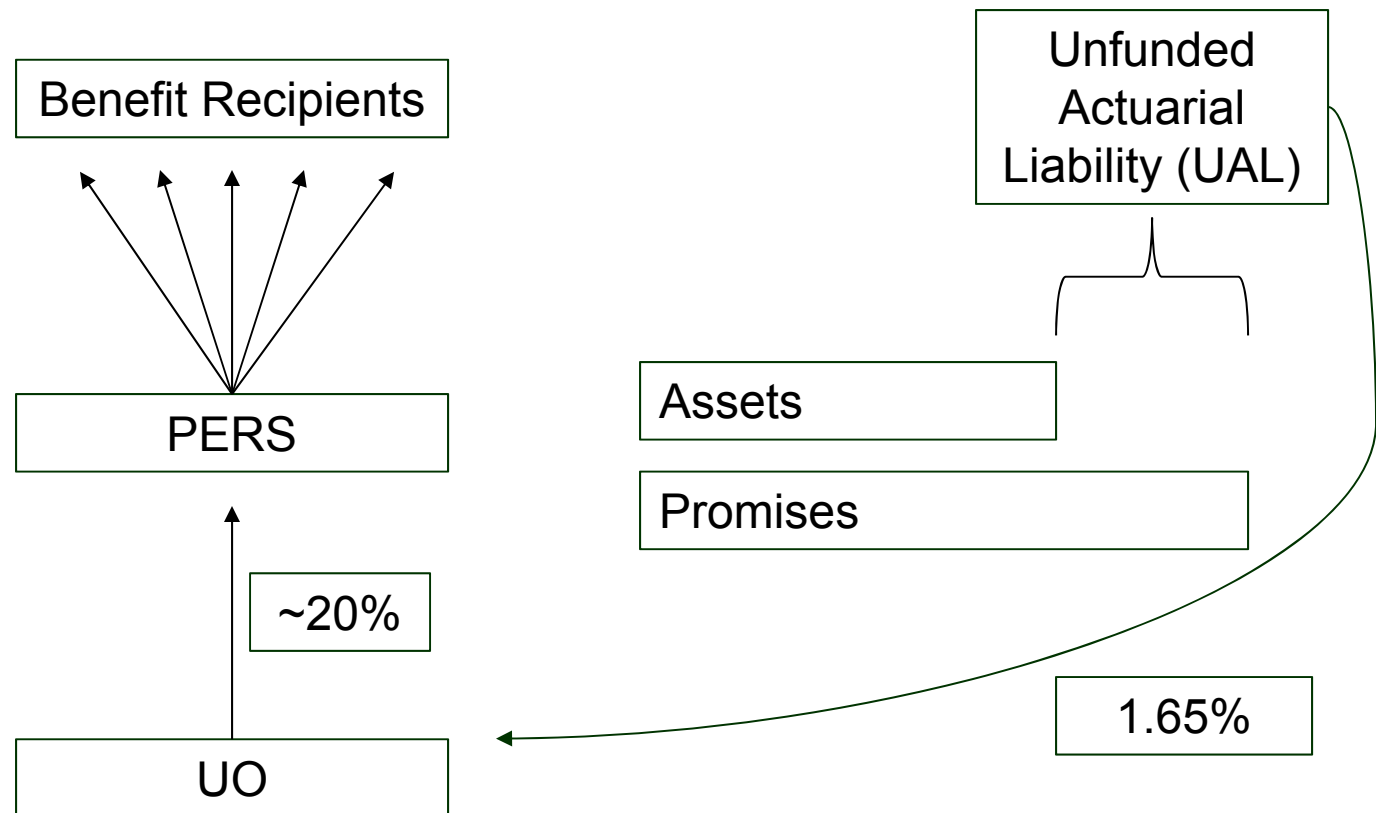 Benefit Recipients
PERS
~20%
UO
Unfunded
Actuarial
Liability (UAL)
Assets
Promises
1.65%